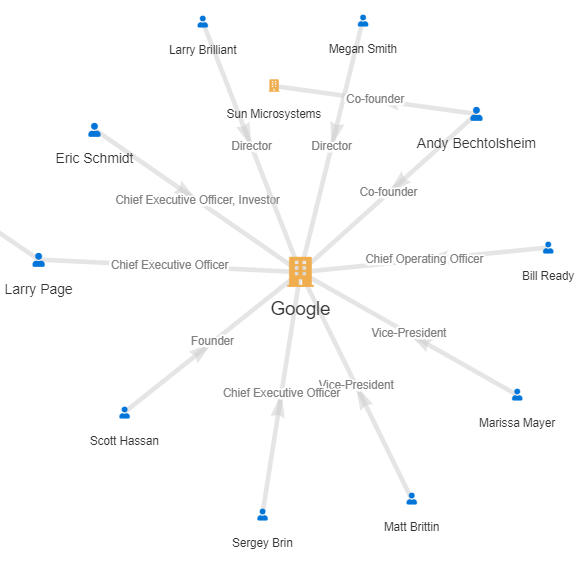 Larry Brilliant
Megan Smith
Sun Microsystems
Co-founder
Andy Bechtolsheim
Director
Director
Eric Schmidt
Co-founder
Chief Executive Officer, Investor
Chief Operating Officer
Bill Ready
Chief Executive Officer
Larry Page
Google
Vice-President
Founder
Vice-President
Chief Executive Officer
Marissa Mayer
Scott Hassan
Matt Brittin
Sergey Brin